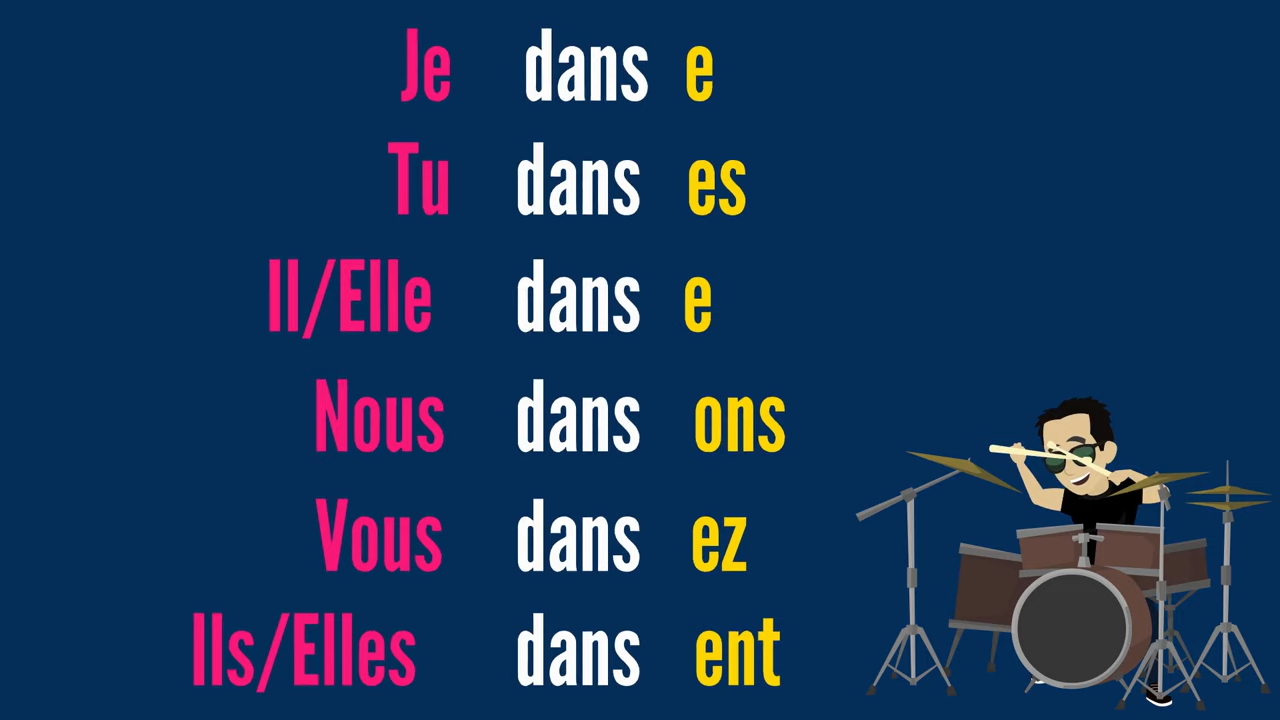 Je dans e
Tu dans es
Il/Elle dans e
Nous dans ons
Vous dans ez
Ils/Elles dans ent